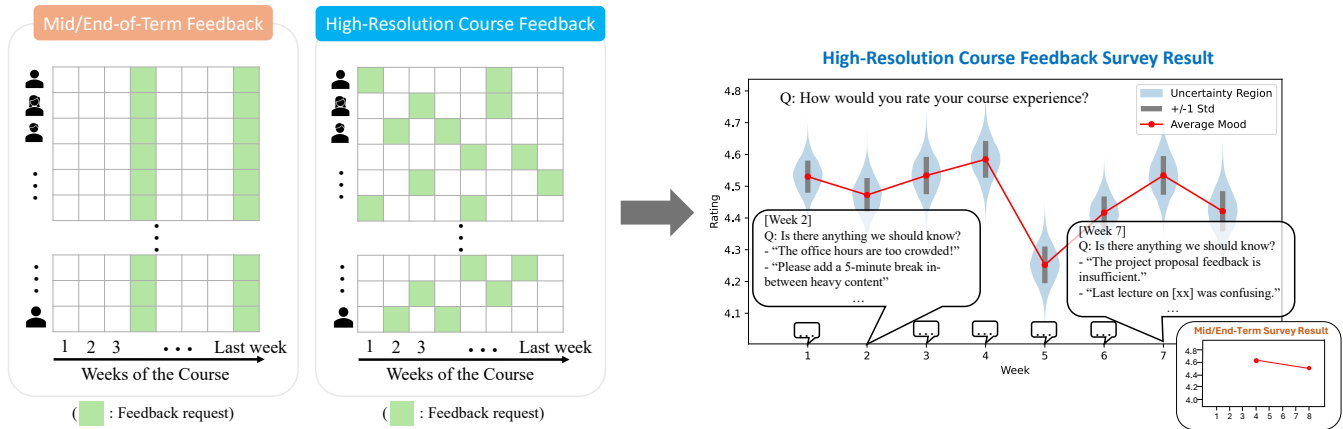 Mid/End-of-Term Feedback
1 2 3 • • • Last week
Weeks of the Course
( : Feedback request)
High-Resolution Course Feedback
1 2 3 • • • Last week
Weeks of the Course
( : Feedback request)
High-Resolution Course Feedback Survey Result
Q: How would you rate your course experience?
Uncertainty Region
+/-1 Std
Average Mood
Rating
4.8
4.7
4.6
4.5
4.4
4.3
4.2
4.1
[Week 2]
Q: Is there anything we should know?
- “The office hours are too crowded!”
- “Please add a 5-minute break in-
between heavy content”
…
[Week 7]
Q: Is there anything we should know?
- “The project proposal feedback is
insufficient.”
- “Last lecture on [xx] was confusing.”
…
1 2 3 4 5 6 7
Week
Mid/End-Term Survey Result
4.8
4.6
4.4
4.2
4.0
1 2 3 4 5 6 7 8